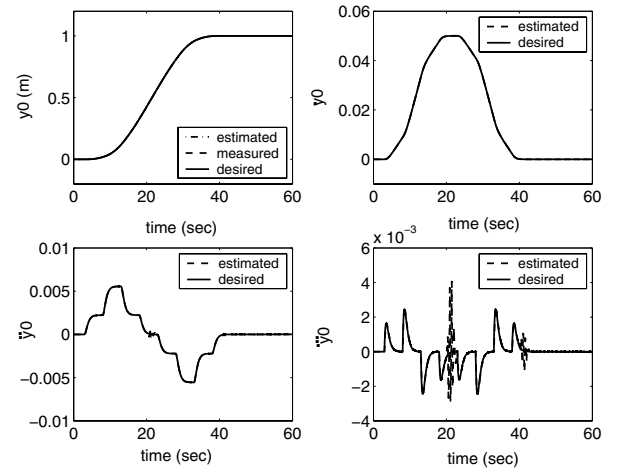 1
0.5
0
y0 (m)
estimated
measured
desired
0 20 40 60
time (sec)
0.06
0.04
0.02
0
ẏ0
estimated
desired
0 20 40 60
time (sec)
0.01
0.005
0
−0.005
−0.01
ÿ0
estimated
desired
0 20 40 60
time (sec)
x 10⁻³
6
4
2
0
−2
−4
y⃛0
estimated
desired
0 20 40 60
time (sec)